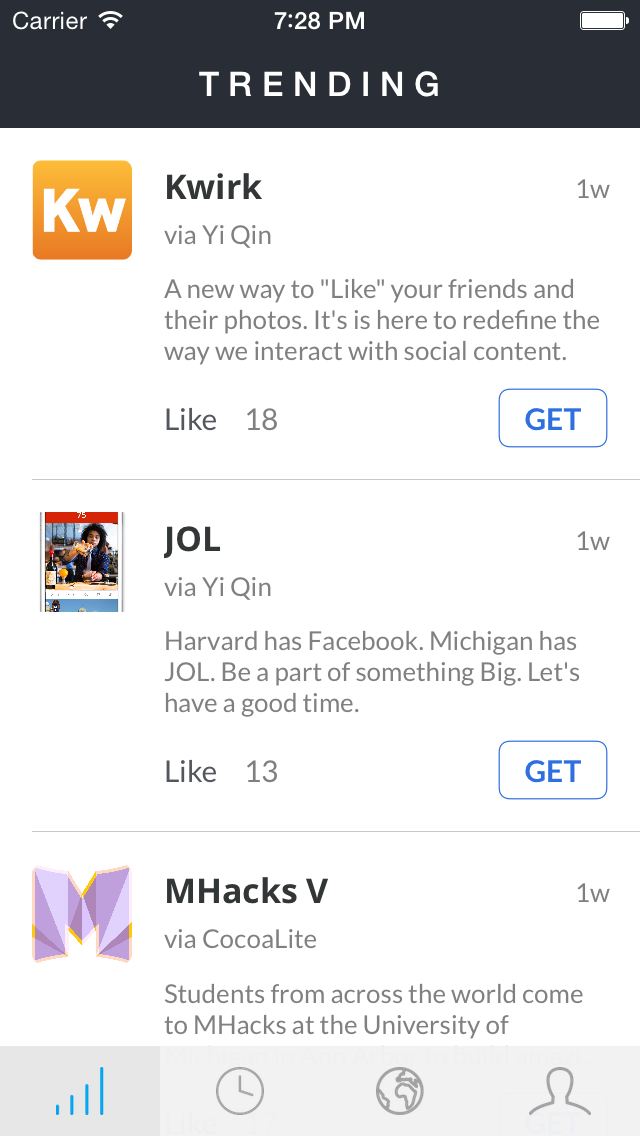 Carrier 7:28 PM
TRENDING
Kw
Kwirk 1w
via Yi Qin
A new way to "Like" your friends and
their photos. It's is here to redefine the
way we interact with social content.
Like 18 GET
75
JOL 1w
via Yi Qin
Harvard has Facebook. Michigan has
JOL. Be a part of something Big. Let's
have a good time.
Like 13 GET
MHacks V 1w
via CocoaLite
Students from across the world come
to MHacks at the University of
Like 17 GET